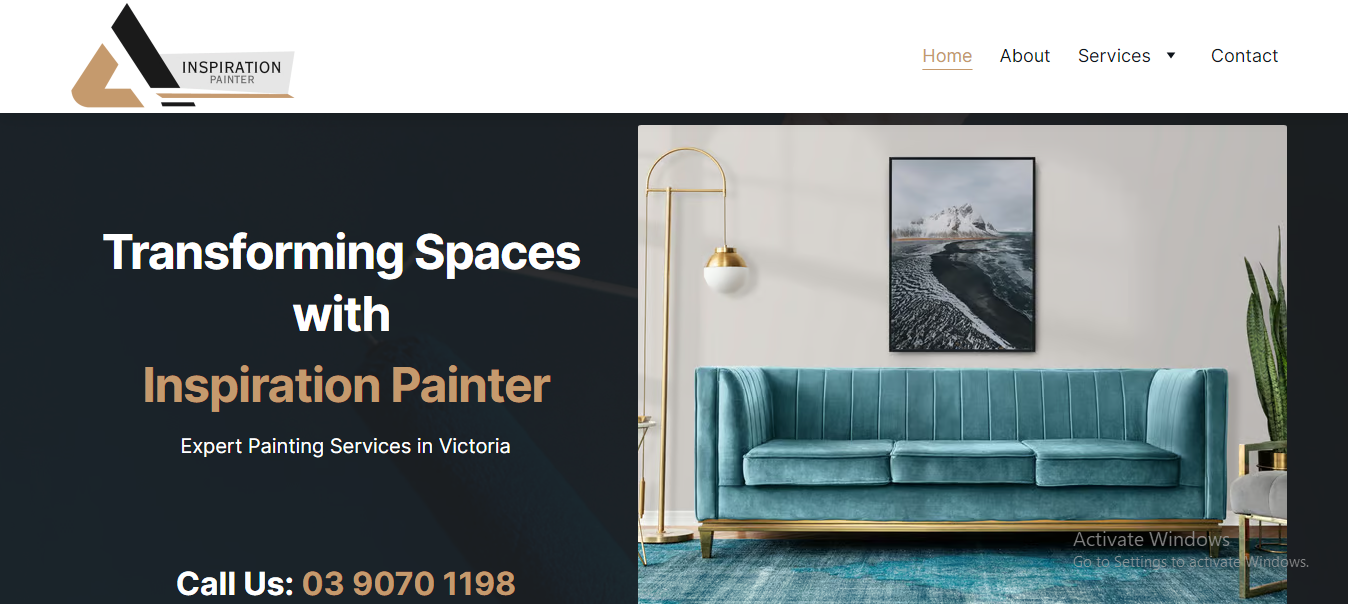 INSPIRATION
PAINTER
Home About Services Contact
Transforming Spaces
with
Inspiration Painter
Expert Painting Services in Victoria
Call Us: 03 9070 1198
Activate Windows
Go to Settings to activate Windows.